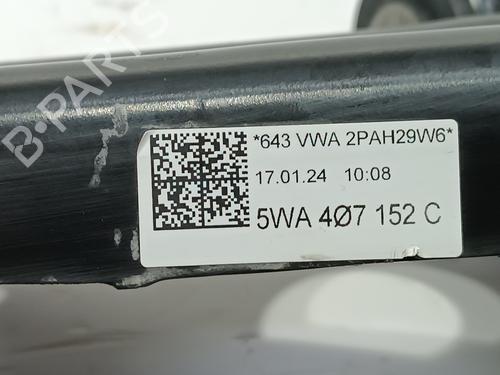 B-PARTS
*643 VWA 2PAH29W6*
17.01.24 10:08
5WA 4Ø7 152 C